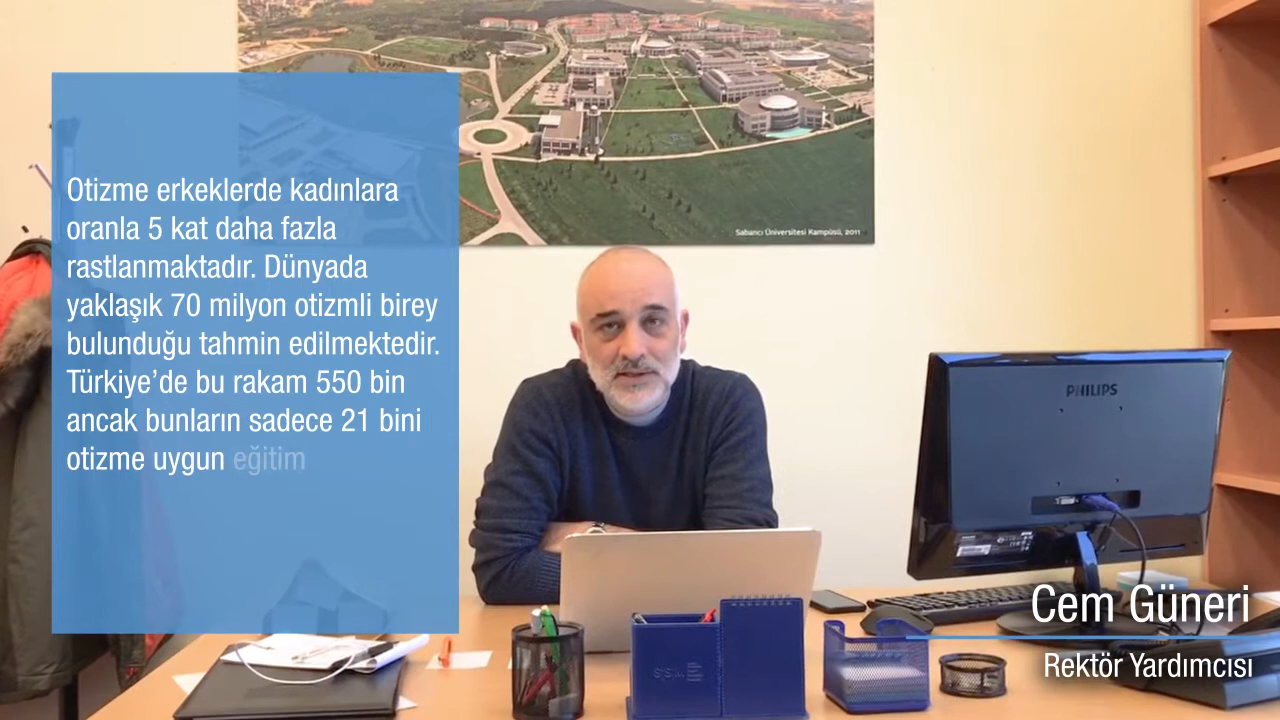 Sabancı Üniversitesi Kampüsü, 2011
Otizme erkeklerde kadınlara
oranla 5 kat daha fazla
rastlanmaktadır. Dünyada
yaklaşık 70 milyon otizmli birey
bulunduğu tahmin edilmektedir.
Türkiye’de bu rakam 550 bin
ancak bunların sadece 21 bini
otizme uygun eğitim
PHILIPS
Cem Güneri
Rektör Yardımcısı